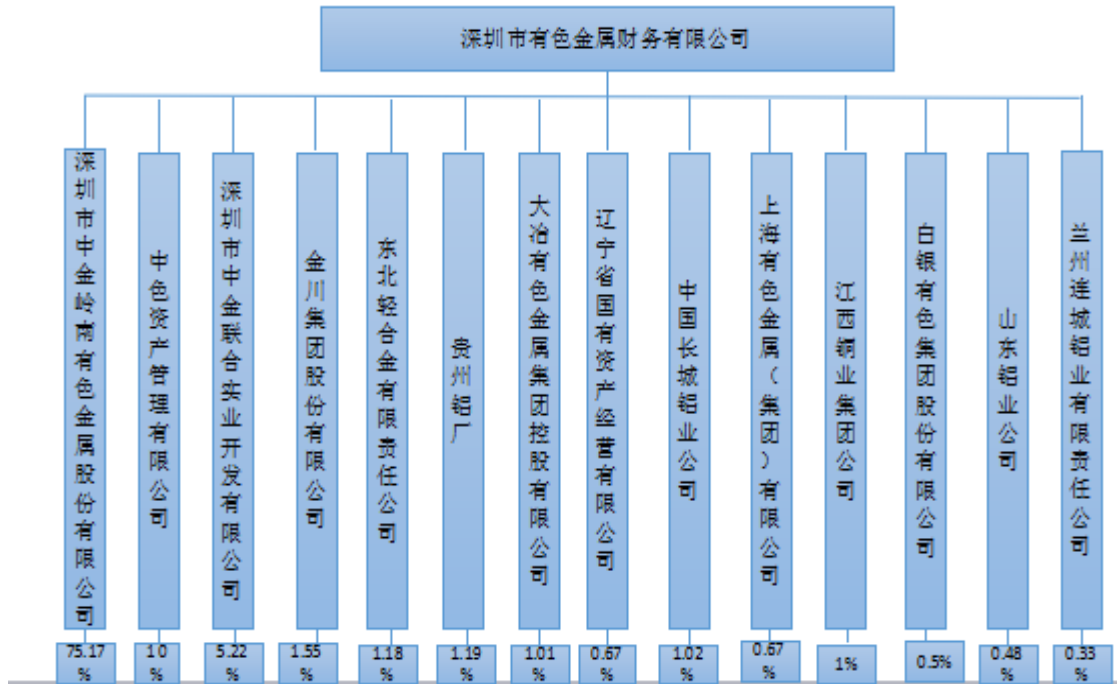 深圳市有色金属财务有限公司
深圳市中金岭南有色金属股份有限公司
中色资产管理有限公司
深圳市中金联合实业开发有限公司
金川集团股份有限公司
东北轻合金有限责任公司
贵州铝厂
大冶有色金属集团控股有限公司
辽宁省国有资产经营有限公司
中国长城铝业公司
上海有色金属（集团）有限公司
江西铜业集团公司
白银有色集团股份有限公司
山东铝业公司
兰州连城铝业有限责任公司
75.17%
10%
5.22%
1.55%
1.18%
1.19%
1.01%
0.67%
1.02%
0.67%
1%
0.5%
0.48%
0.33%